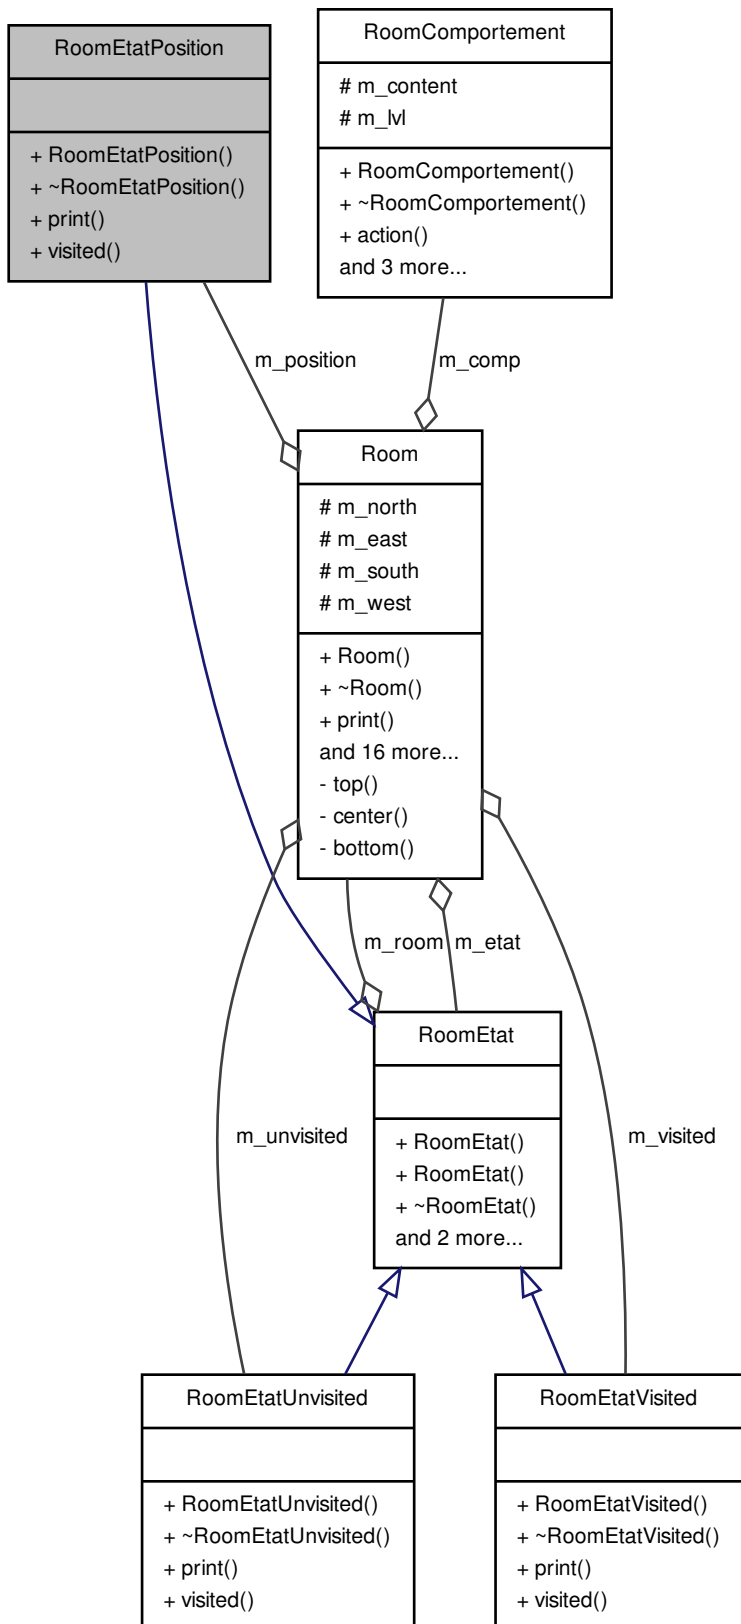 RoomEtatPosition
+ RoomEtatPosition()
+ ~RoomEtatPosition()
+ print()
+ visited()
RoomComportement
# m_content
# m_lvl
+ RoomComportement()
+ ~RoomComportement()
+ action()
and 3 more...
m_position
m_comp
Room
# m_north
# m_east
# m_south
# m_west
+ Room()
+ ~Room()
+ print()
and 16 more...
- top()
- center()
- bottom()
m_room
m_etat
RoomEtat
+ RoomEtat()
+ RoomEtat()
+ ~RoomEtat()
and 2 more...
m_unvisited
m_visited
RoomEtatUnvisited
+ RoomEtatUnvisited()
+ ~RoomEtatUnvisited()
+ print()
+ visited()
RoomEtatVisited
+ RoomEtatVisited()
+ ~RoomEtatVisited()
+ print()
+ visited()